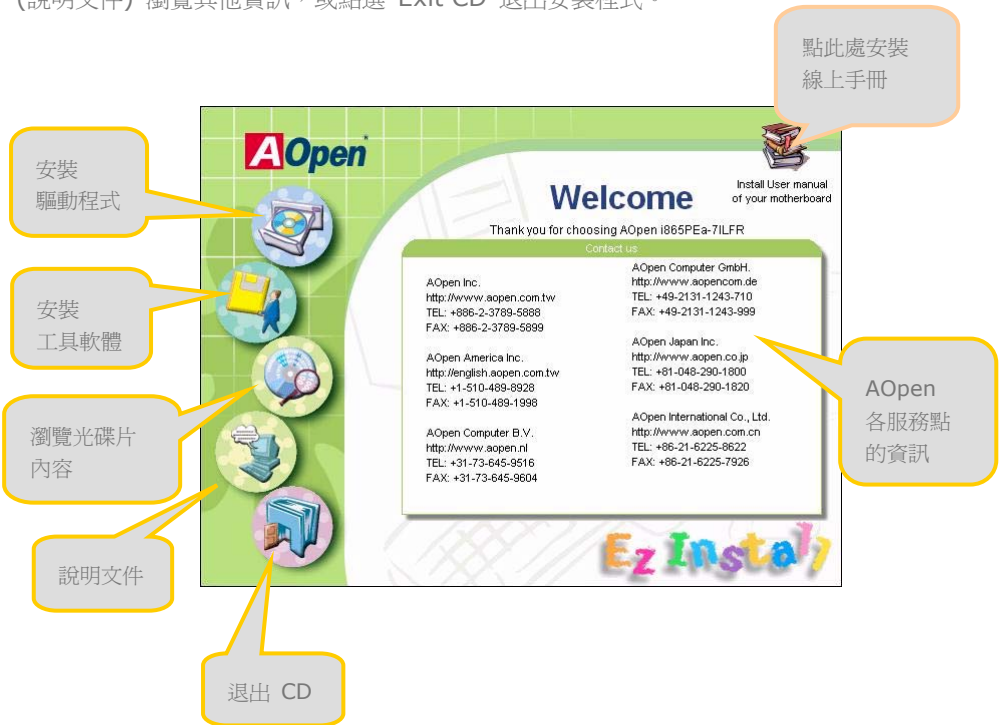 (說明文件) 瀏覽其他資訊，或點選 Exit CD 退出安裝程式。
點此處安裝
線上手冊
安裝
驅動程式
安裝
工具軟體
瀏覽光碟片
內容
說明文件
退出 CD
AOpen
各服務點
的資訊
AOpen
Install User manual
of your motherboard
Welcome
Thank you for choosing AOpen i865PEa-7ILFR
Contact us
AOpen Inc.
http://www.aopen.com.tw
TEL: +886-2-3789-5888
FAX: +886-2-3789-5899
AOpen America Inc.
http://english.aopen.com.tw
TEL: +1-510-489-8928
FAX: +1-510-489-1998
AOpen Computer B.V.
http://www.aopen.nl
TEL: +31-73-645-9516
FAX: +31-73-645-9604
AOpen Computer GmbH.
http://www.aopencom.de
TEL: +49-2131-1243-710
FAX: +49-2131-1243-999
AOpen Japan Inc.
http://www.aopen.co.jp
TEL: +81-048-290-1800
FAX: +81-048-290-1820
AOpen International Co., Ltd.
http://www.aopen.com.cn
TEL: +86-21-6225-8622
FAX: +86-21-6225-7926
Ez Install